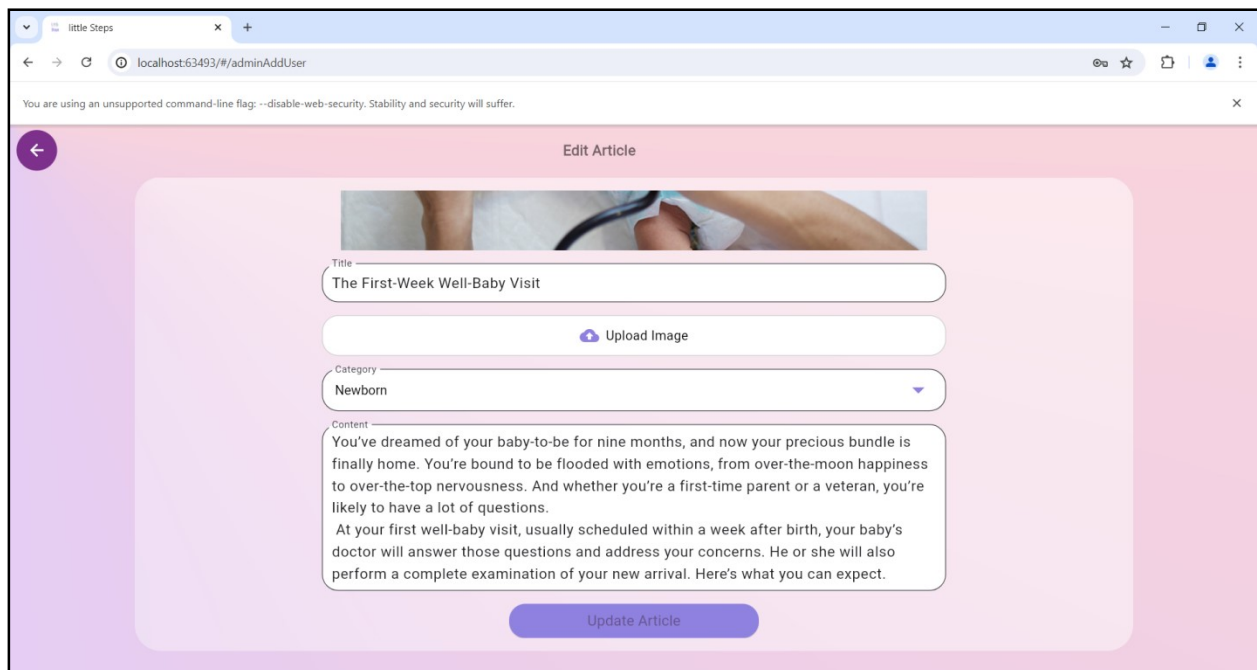 little Steps
localhost:63493/#/adminAddUser
You are using an unsupported command-line flag: --disable-web-security. Stability and security will suffer.
Edit Article
Title
The First-Week Well-Baby Visit
Upload Image
Category
Newborn
Content
You’ve dreamed of your baby-to-be for nine months, and now your precious bundle is
finally home. You’re bound to be flooded with emotions, from over-the-moon happiness
to over-the-top nervousness. And whether you’re a first-time parent or a veteran, you’re
likely to have a lot of questions.
At your first well-baby visit, usually scheduled within a week after birth, your baby’s
doctor will answer those questions and address your concerns. He or she will also
perform a complete examination of your new arrival. Here’s what you can expect.
Update Article